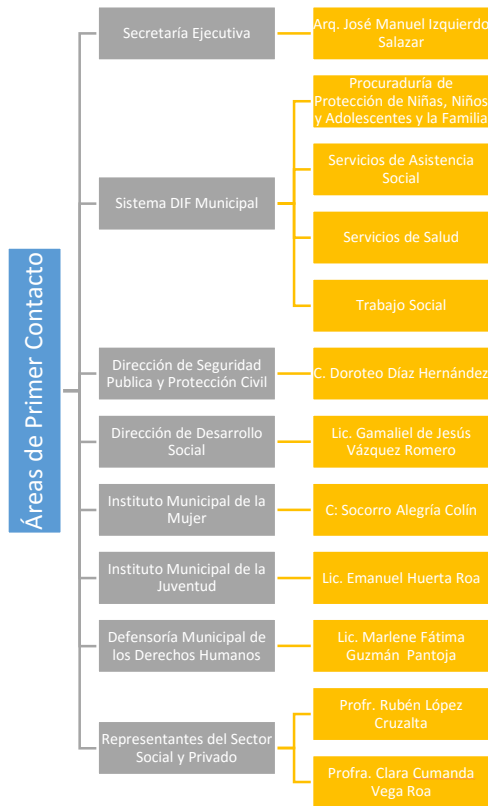 Áreas de Primer Contacto
Secretaría Ejecutiva
Arq. José Manuel Izquierdo
Salazar
Sistema DIF Municipal
Procuraduría de
Protección de Niñas, Niños
y Adolescentes y la Familia
Servicios de Asistencia
Social
Servicios de Salud
Trabajo Social
Dirección de Seguridad
Publica y Protección Civil
C. Doroteo Díaz Hernández
Dirección de Desarrollo
Social
Lic. Gamaliel de Jesús
Vázquez Romero
Instituto Municipal de la
Mujer
C: Socorro Alegría Colín
Instituto Municipal de la
Juventud
Lic. Emanuel Huerta Roa
Defensoría Municipal de
los Derechos Humanos
Lic. Marlene Fátima
Guzmán Pantoja
Representantes del Sector
Social y Privado
Profr. Rubén López
Cruzalta
Profra. Clara Cumanda
Vega Roa